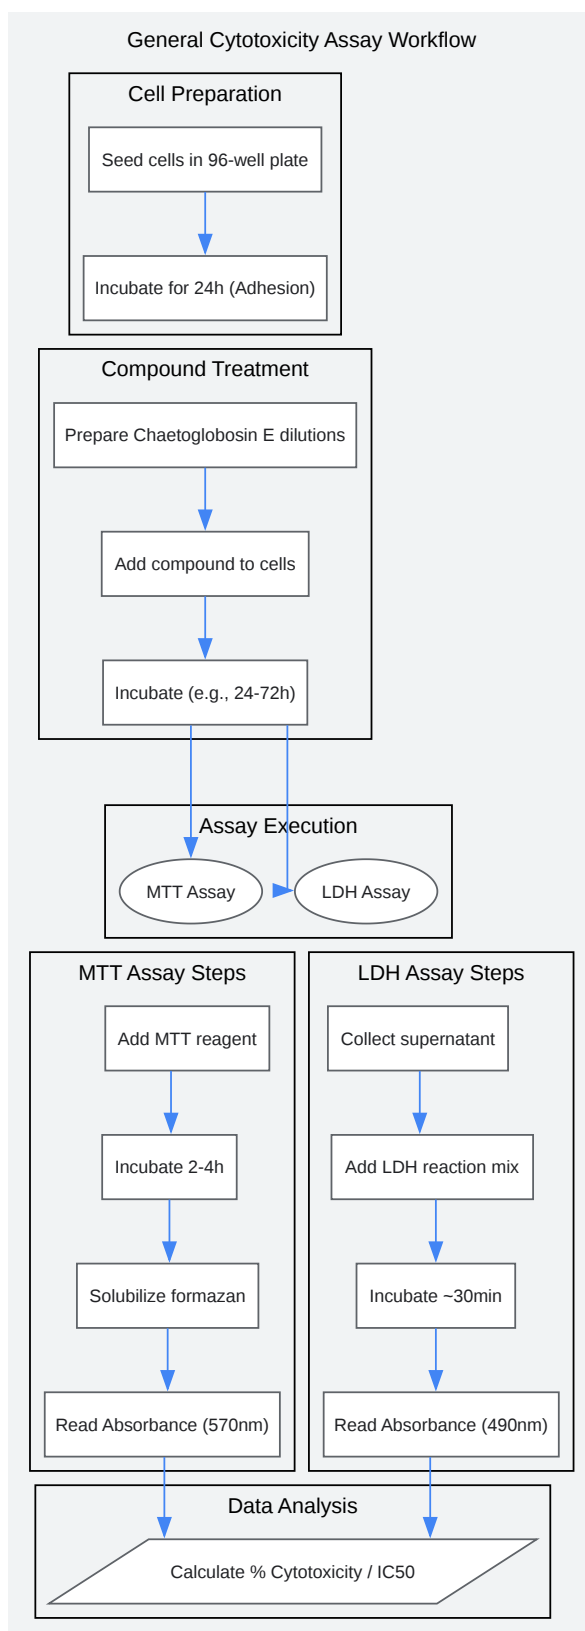 General Cytotoxicity Assay Workflow
Cell Preparation
Seed cells in 96-well plate
Incubate for 24h (Adhesion)
Compound Treatment
Prepare Chaetoglobosin E dilutions
Add compound to cells
Incubate (e.g., 24-72h)
Assay Execution
MTT Assay
LDH Assay
MTT Assay Steps
Add MTT reagent
Incubate 2-4h
Solubilize formazan
Read Absorbance (570nm)
LDH Assay Steps
Collect supernatant
Add LDH reaction mix
Incubate ~30min
Read Absorbance (490nm)
Data Analysis
Calculate % Cytotoxicity / IC50